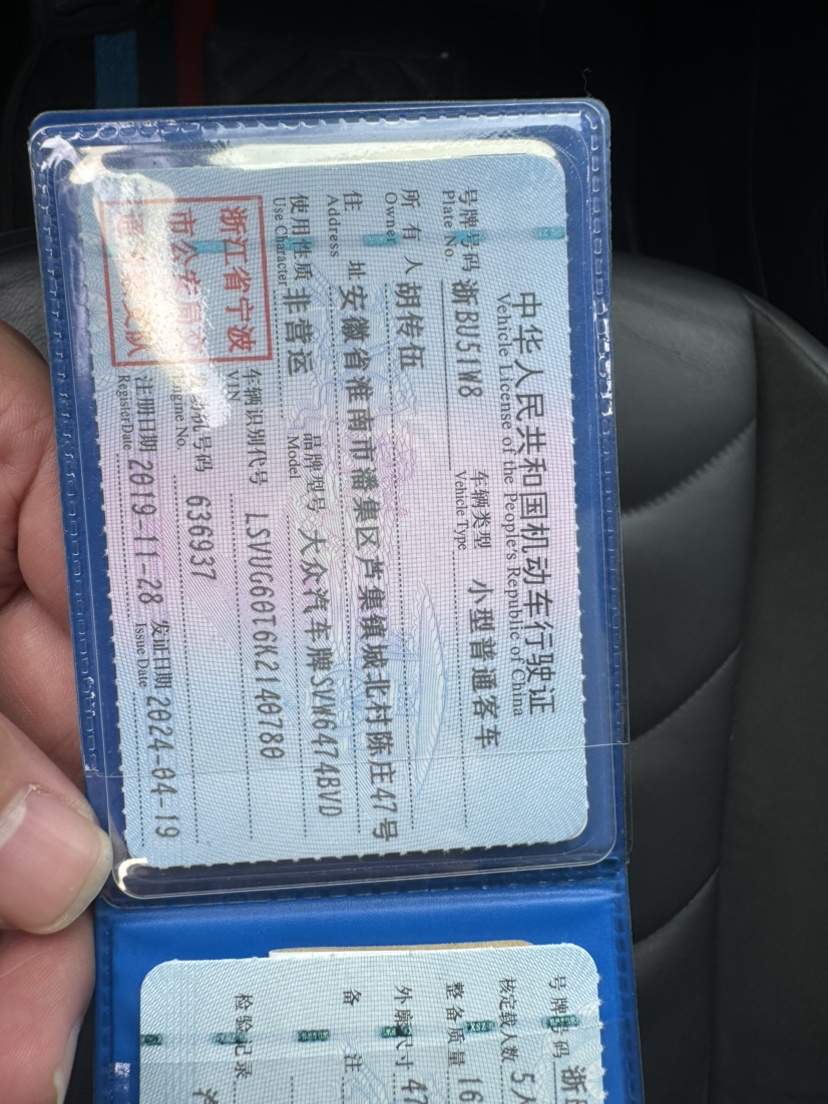 中华人民共和国机动车行驶证
Vehicle License of the People's Republic of China
号牌号码 浙BU51W8 车辆类型 小型普通客车
Plate No. Vehicle Type
所有人 胡传伍
Owner
住址 安徽省淮南市潘集区芦集镇城北村陈庄47号
Address
使用性质 非营运 品牌型号 大众汽车牌SVW6474BVD
Use Character Model
浙江省宁波
市公安局交
支队
车辆识别代号 LSVUG60T6K2140780
VIN
发动机号码 636937
Engine No.
注册日期 2019-11-28 发证日期 2024-04-19
Register Date Issue Date
号牌号码 浙
核定载人数 5人
整备质量 16
外廓尺寸 47
备注
检验记录